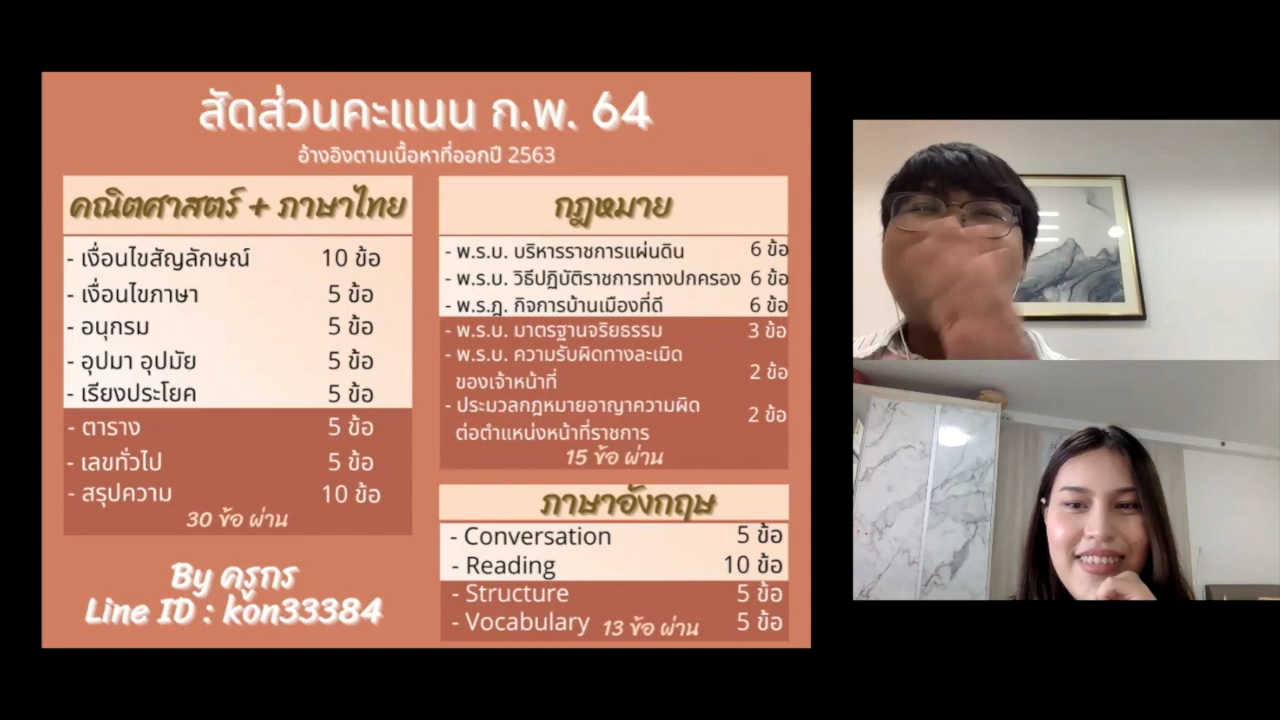 สัดส่วนคะแนน ก.พ. 64
อ้างอิงตามเนื้อหาที่ออกปี 2563
คณิตศาสตร์ + ภาษาไทย
- เงื่อนไขสัญลักษณ์ 10 ข้อ
- เงื่อนไขภาษา 5 ข้อ
- อนุกรม 5 ข้อ
- อุปมา อุปมัย 5 ข้อ
- เรียงประโยค 5 ข้อ
- ตาราง 5 ข้อ
- เลขทั่วไป 5 ข้อ
- สรุปความ 10 ข้อ
30 ข้อ ผ่าน
By ครูกร
Line ID : kon33384
กฎหมาย
- พ.ร.บ. บริหารราชการแผ่นดิน 6 ข้อ
- พ.ร.บ. วิธีปฏิบัติราชการทางปกครอง 6 ข้อ
- พ.ร.ฎ. กิจการบ้านเมืองที่ดี 6 ข้อ
- พ.ร.บ. มาตรฐานจริยธรรม 3 ข้อ
- พ.ร.บ. ความรับผิดทางละเมิด
ของเจ้าหน้าที่ 2 ข้อ
- ประมวลกฎหมายอาญาความผิด
ต่อตำแหน่งหน้าที่ราชการ 2 ข้อ
15 ข้อ ผ่าน
ภาษาอังกฤษ
- Conversation 5 ข้อ
- Reading 10 ข้อ
- Structure 5 ข้อ
- Vocabulary 13 ข้อ ผ่าน 5 ข้อ